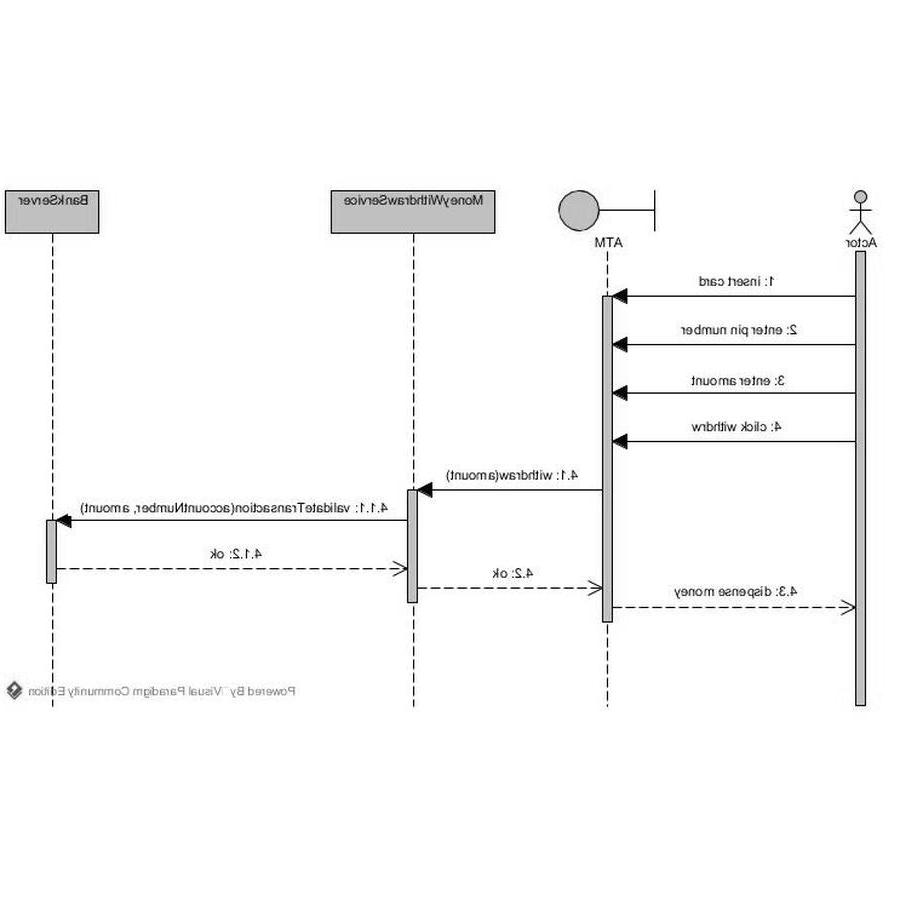 BankServer
MoneyWithdrawService
ATM
Actor
1: insert card
2: enter pin number
3: enter amount
4: click withdrw
4.1: withdraw(amount)
4.1.1: validateTransaction(accountNumber, amount)
4.1.2: ok
4.2: ok
4.3: dispense money
Powered By Visual Paradigm Community Edition